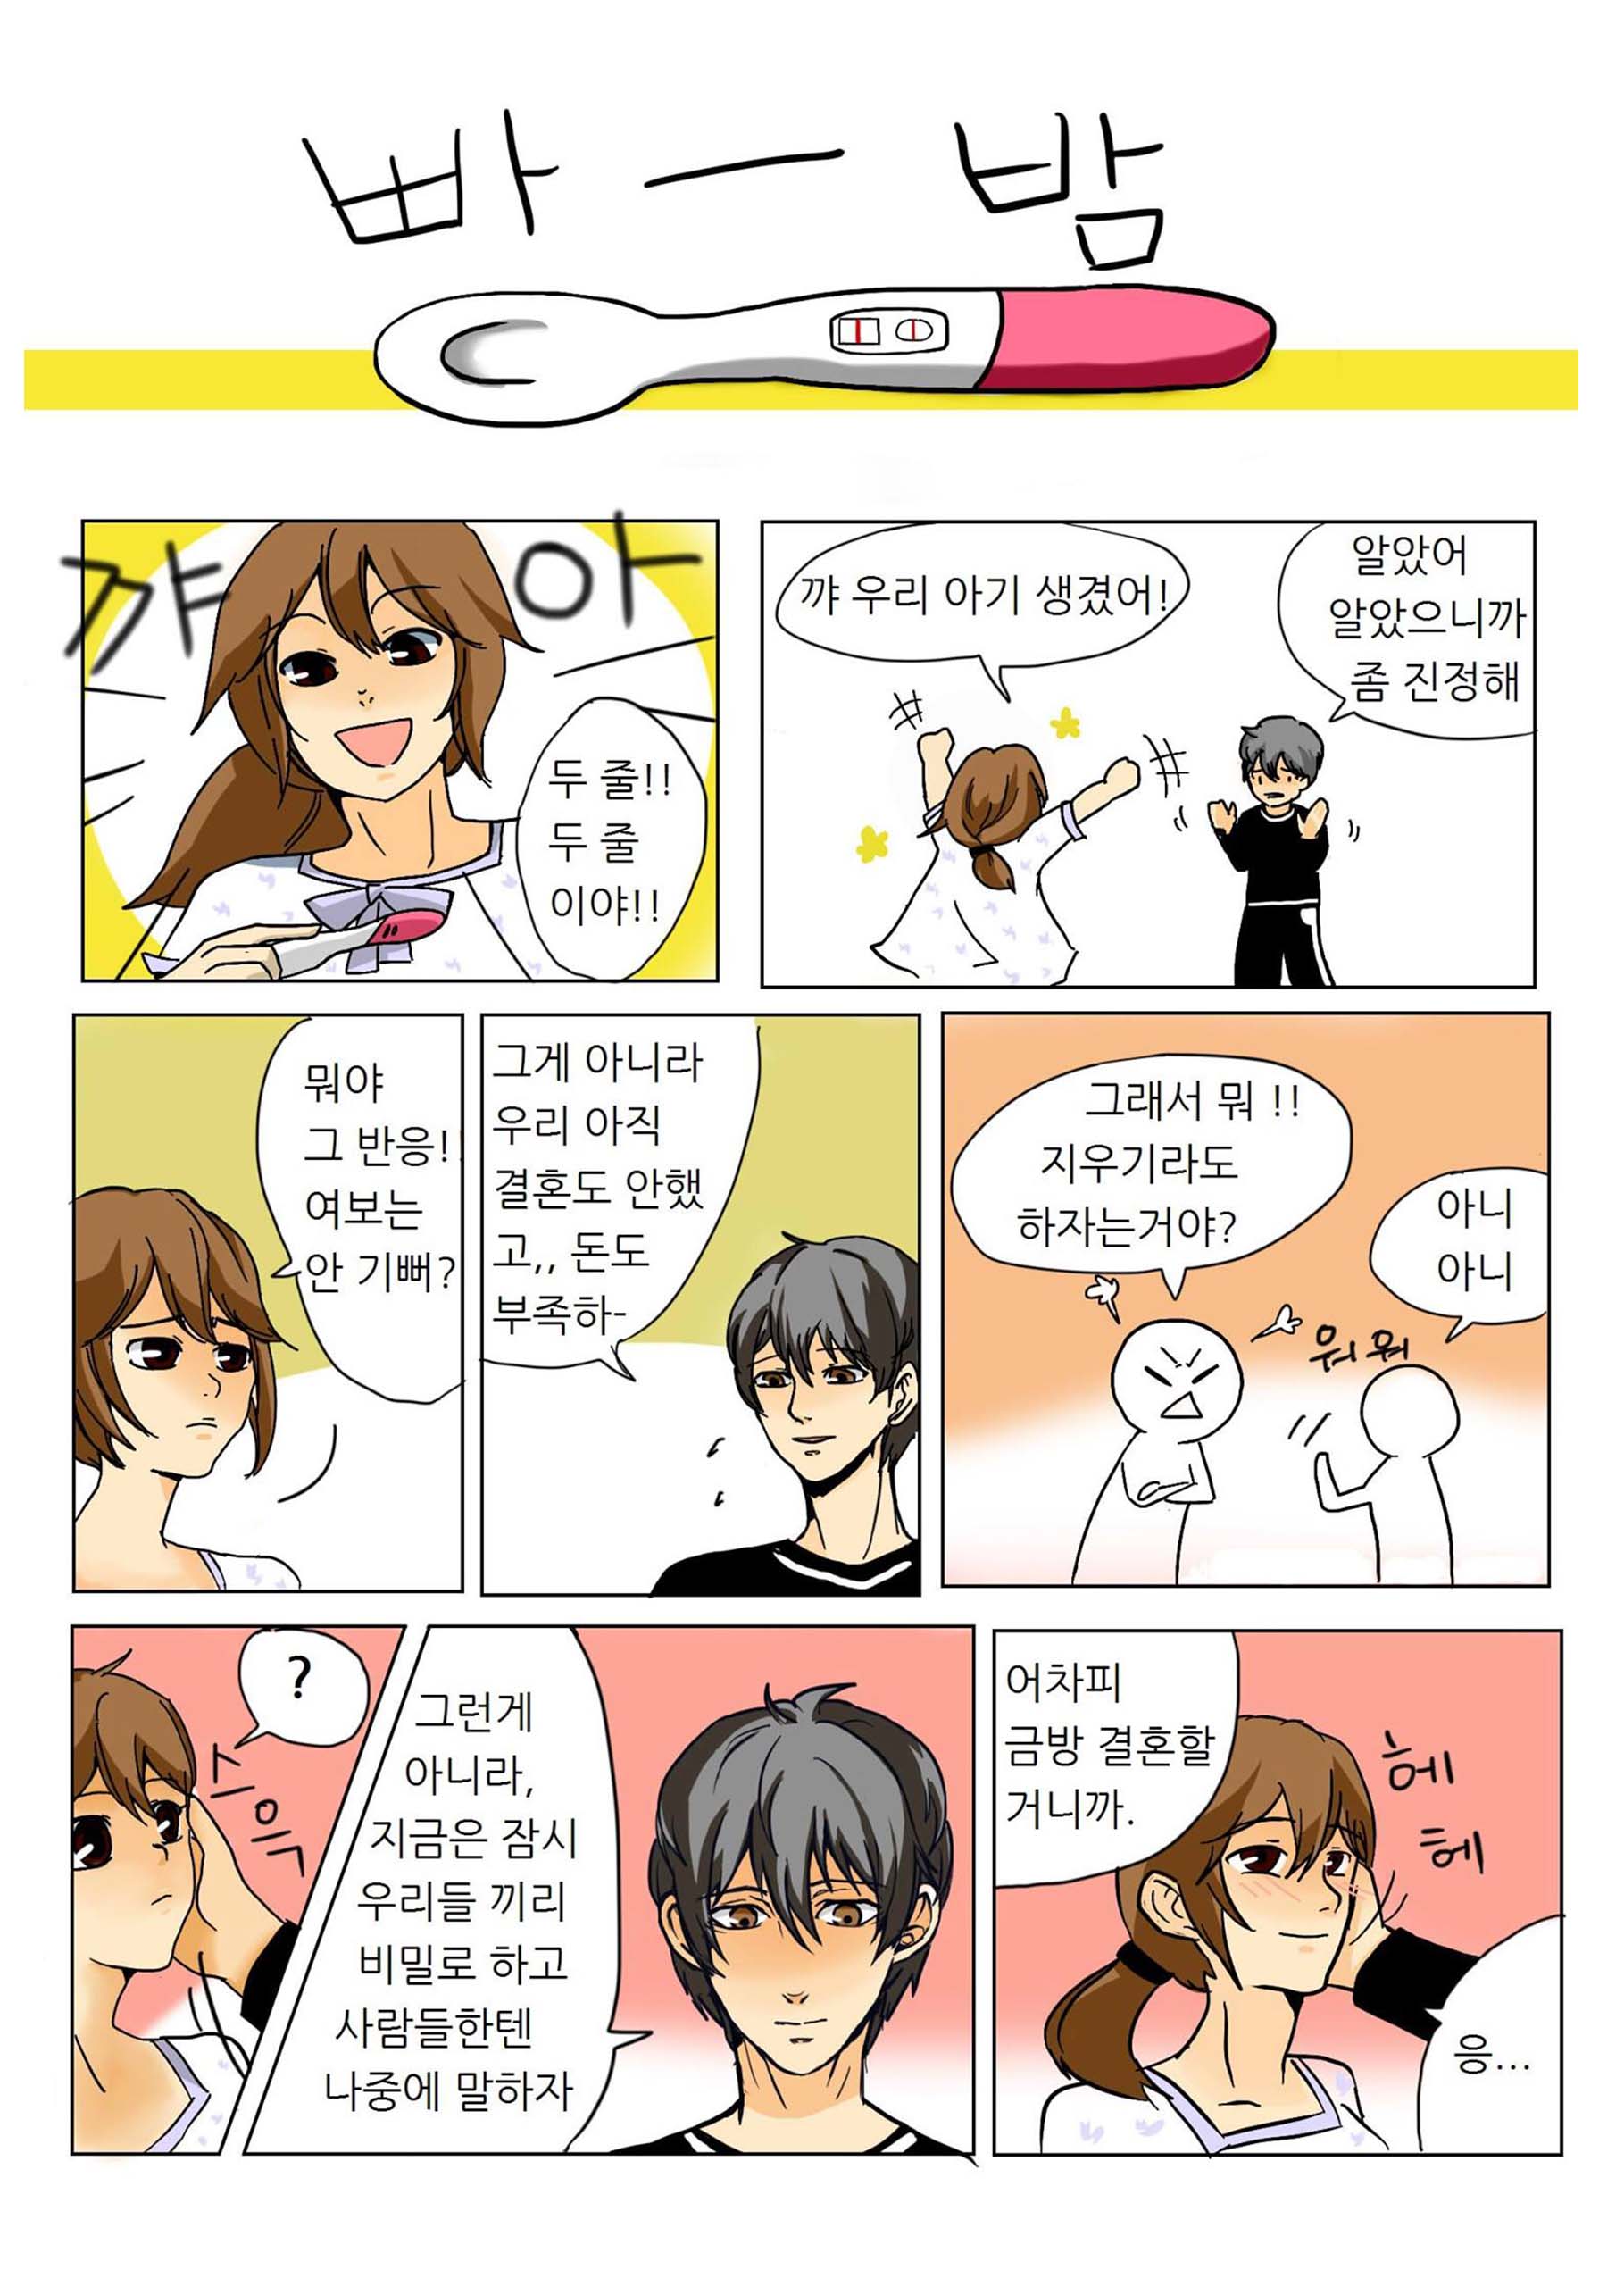 빠 ㅡ 밤
꺄 아
두 줄!!
두 줄
이야!!
꺄 우리 아기 생겼어!
알았어
알았으니까
좀 진정해
뭐야
그 반응!!
여보는
안 기뻐?
그게 아니라
우리 아직
결혼도 안했
고,, 돈도
부족하-
그래서 뭐 !!
지우기라도
하자는거야?
아니
아니
워 워
?
스윽
그런게
아니라,
지금은 잠시
우리들 끼리
비밀로 하고
사람들한텐
나중에 말하자
어차피
금방 결혼할
거니까.
헤
헤
응...